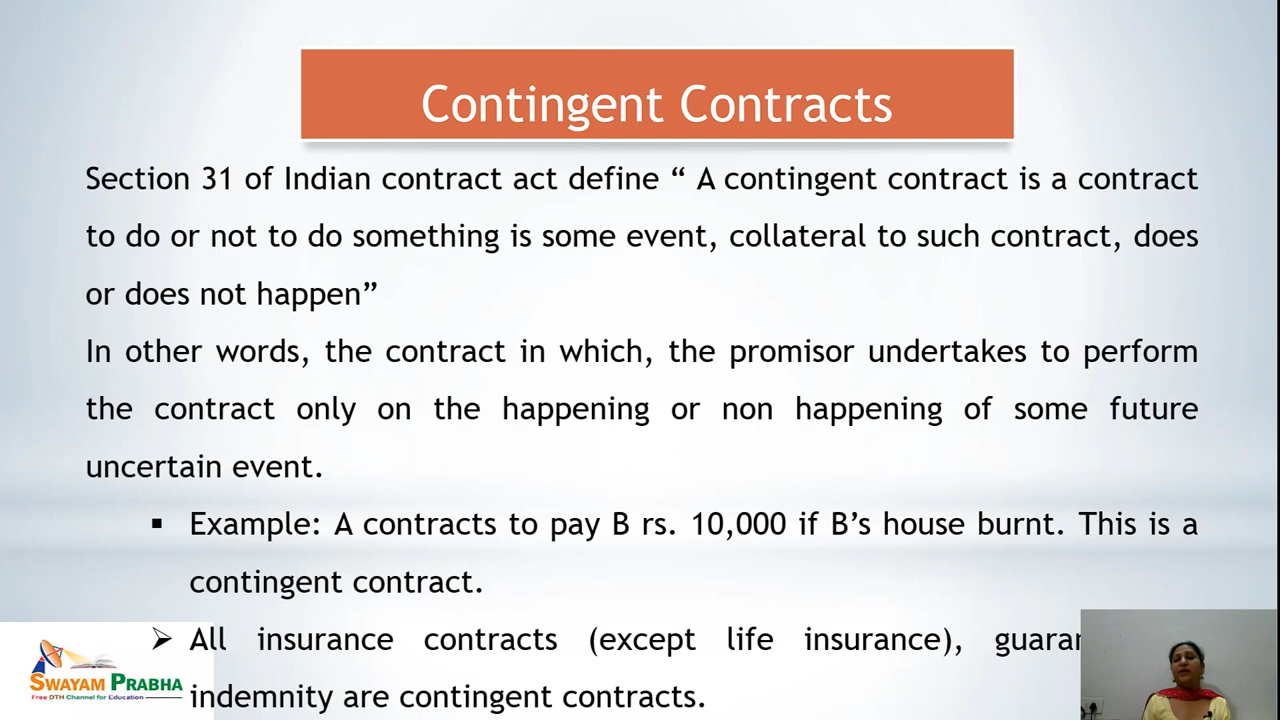 Contingent Contracts
Section 31 of Indian contract act define “ A contingent contract is a contract
to do or not to do something is some event, collateral to such contract, does
or does not happen”
In other words, the contract in which, the promisor undertakes to perform
the contract only on the happening or non happening of some future
uncertain event.
▪ Example: A contracts to pay B rs. 10,000 if B’s house burnt. This is a
contingent contract.
➢ All insurance contracts (except life insurance),
indemnity are contingent contracts.
SWAYAM PRABHA
Free DTH Channel for Education